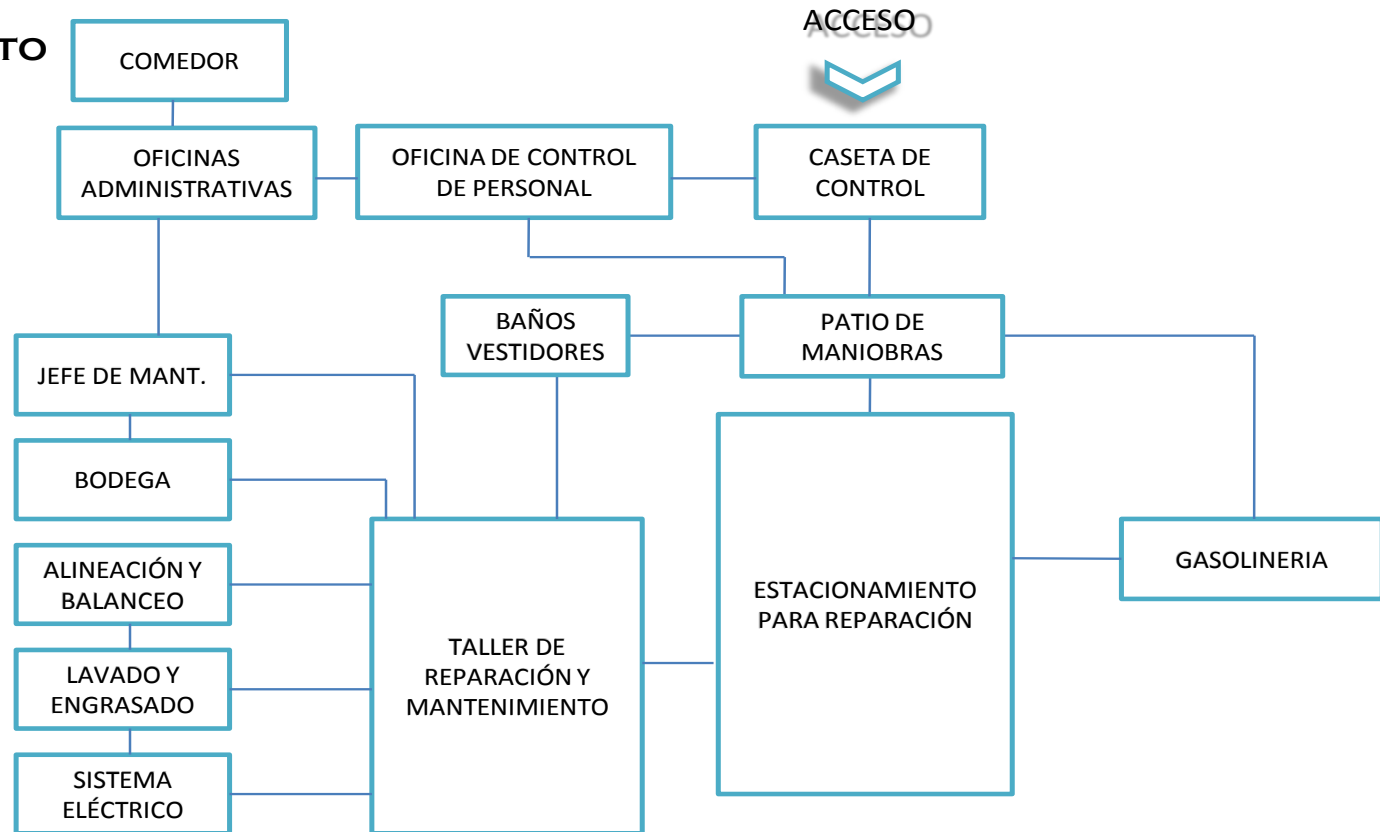 TO
COMEDOR
ACCESO
OFICINAS
ADMINISTRATIVAS
OFICINA DE CONTROL
DE PERSONAL
CASETA DE
CONTROL
BAÑOS
VESTIDORES
PATIO DE
MANIOBRAS
JEFE DE MANT.
BODEGA
ALINEACIÓN Y
BALANCEO
LAVADO Y
ENGRASADO
SISTEMA
ELÉCTRICO
TALLER DE
REPARACIÓN Y
MANTENIMIENTO
ESTACIONAMIENTO
PARA REPARACIÓN
GASOLINERIA